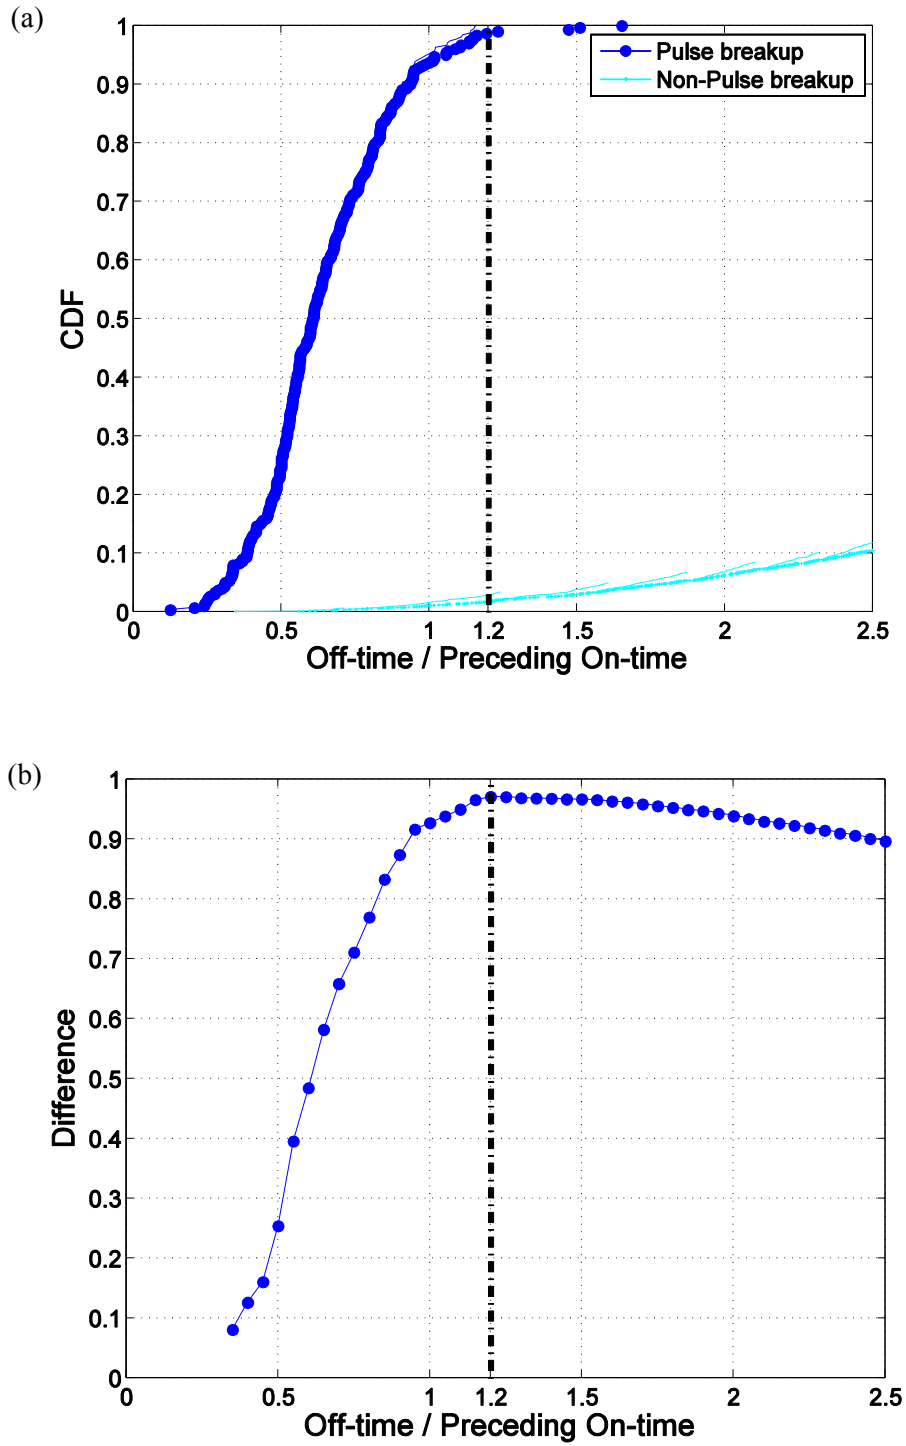 (a)
1
0.9
0.8
0.7
0.6
0.5
0.4
0.3
0.2
0.1
0
CDF
Pulse breakup
Non-Pulse breakup
0 0.5 1 1.2 1.5 2 2.5
Off-time / Preceding On-time
(b)
1
0.9
0.8
0.7
0.6
0.5
0.4
0.3
0.2
0.1
0
Difference
0 0.5 1 1.2 1.5 2 2.5
Off-time / Preceding On-time